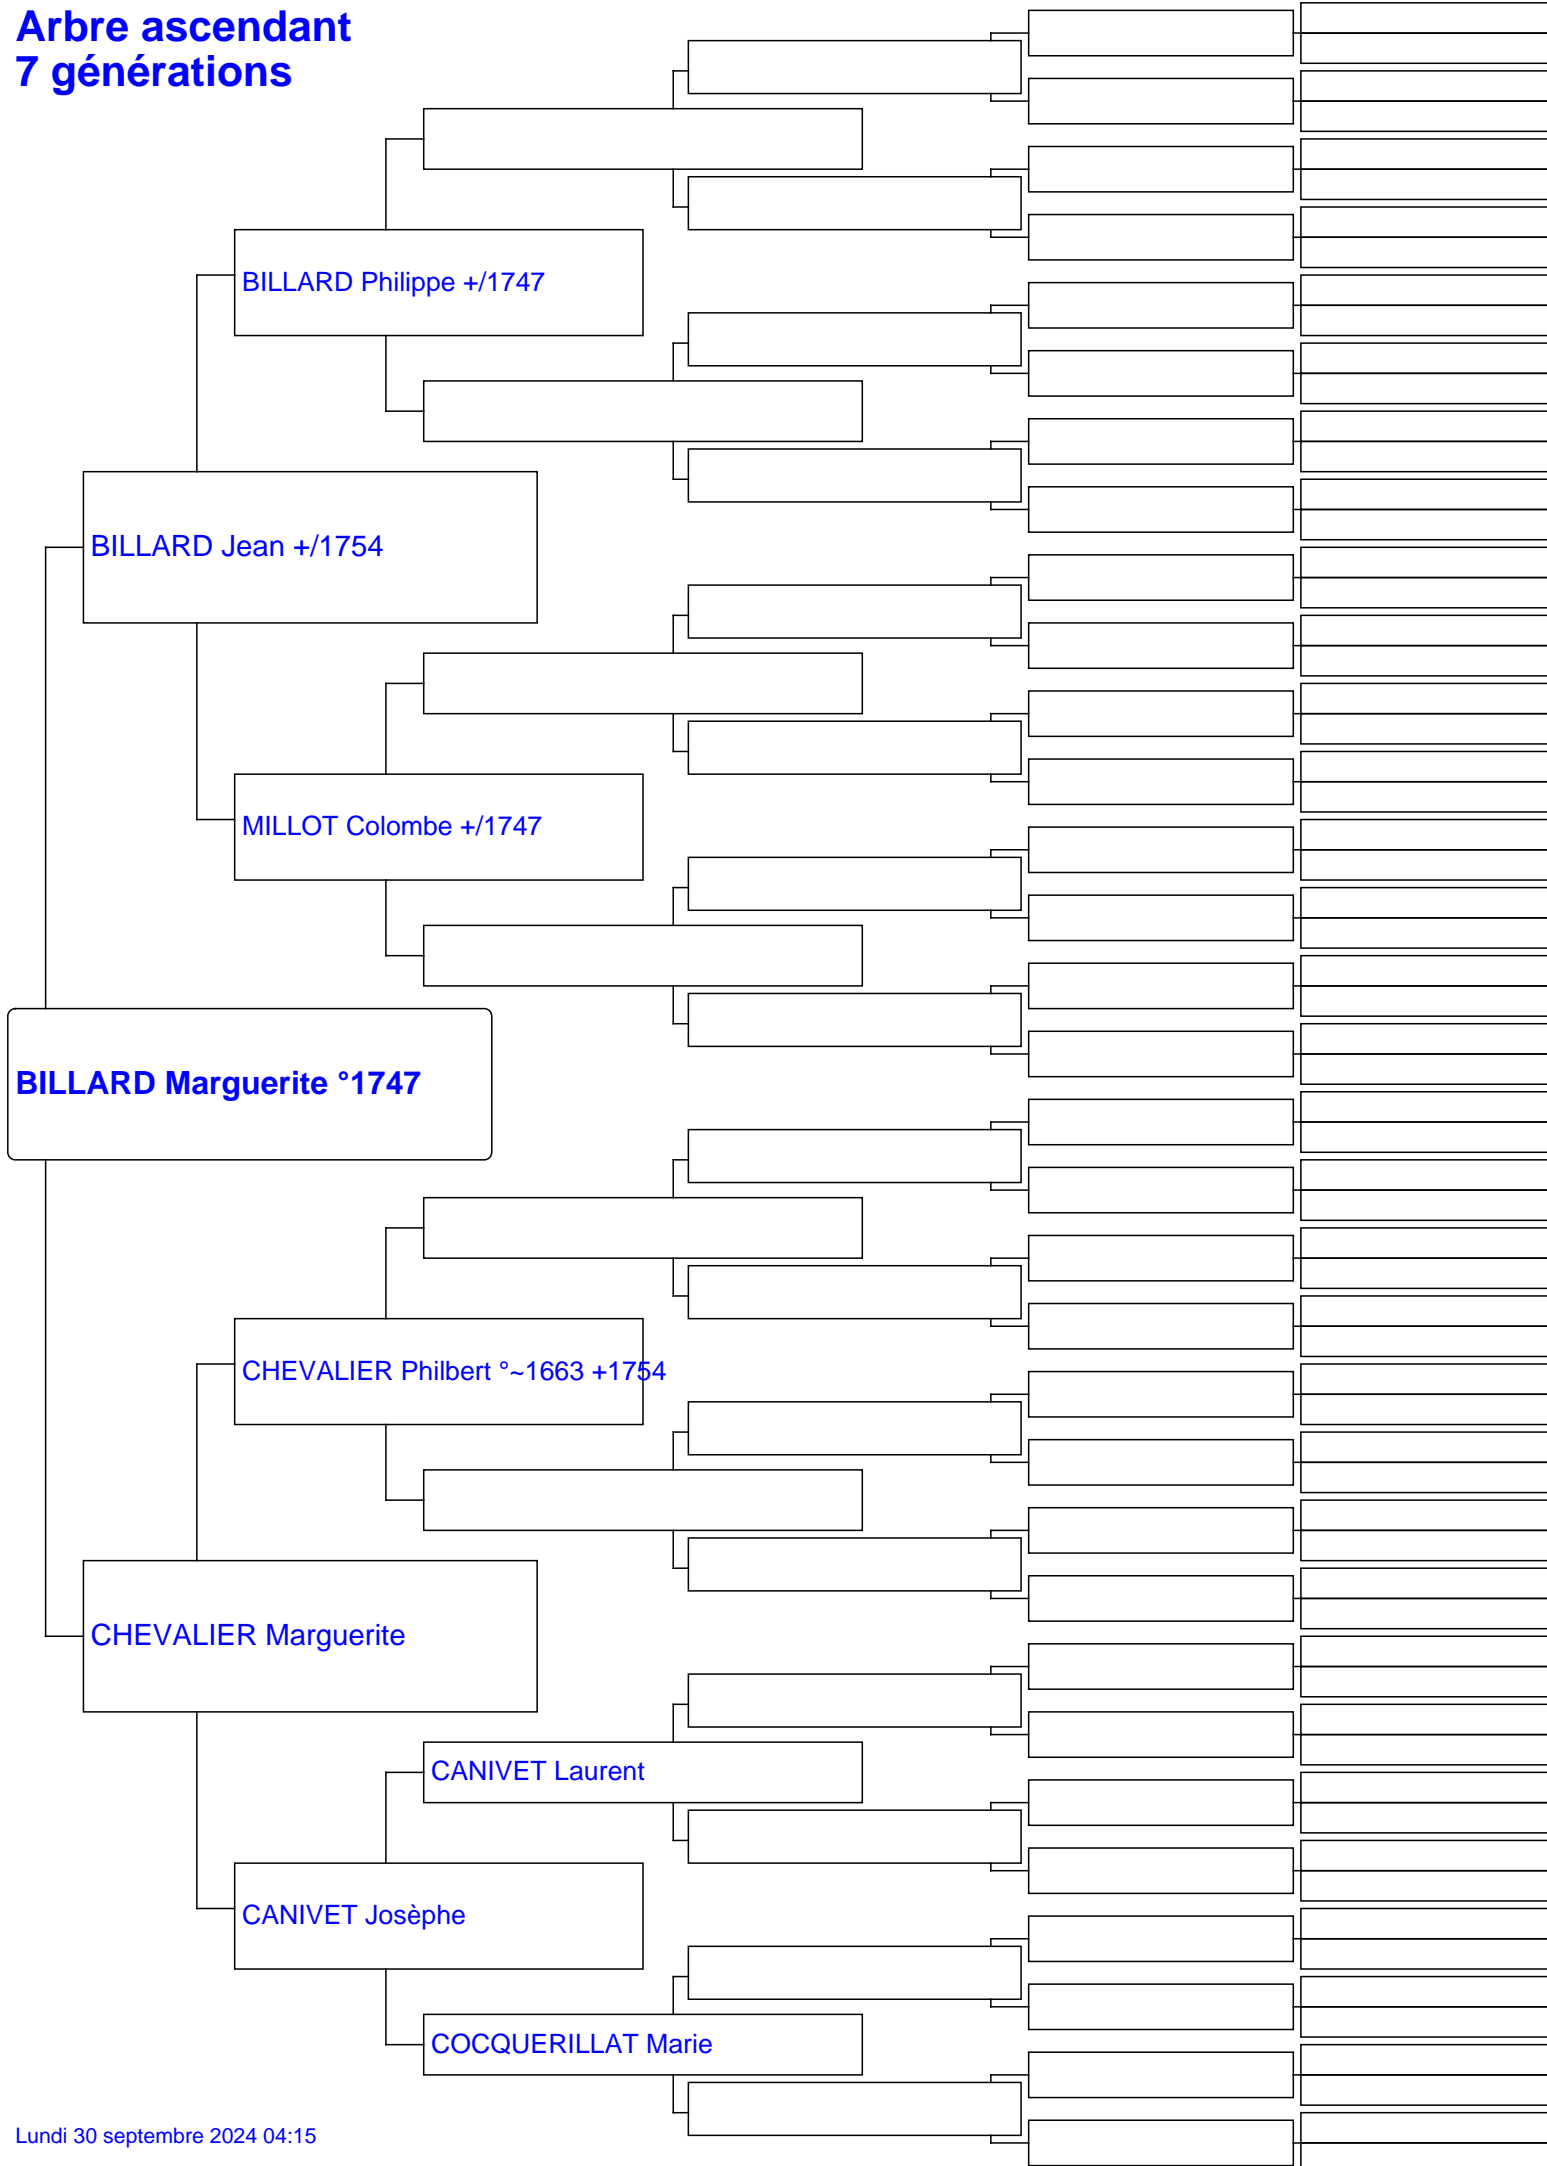 Arbre ascendant
7 générations
BILLARD Philippe +/1747
BILLARD Jean +/1754
MILLOT Colombe +/1747
BILLARD Marguerite °1747
CHEVALIER Philbert °~1663 +1754
CHEVALIER Marguerite
CANIVET Laurent
CANIVET Josèphe
COCQUERILLAT Marie
Lundi 30 septembre 2024 04:15